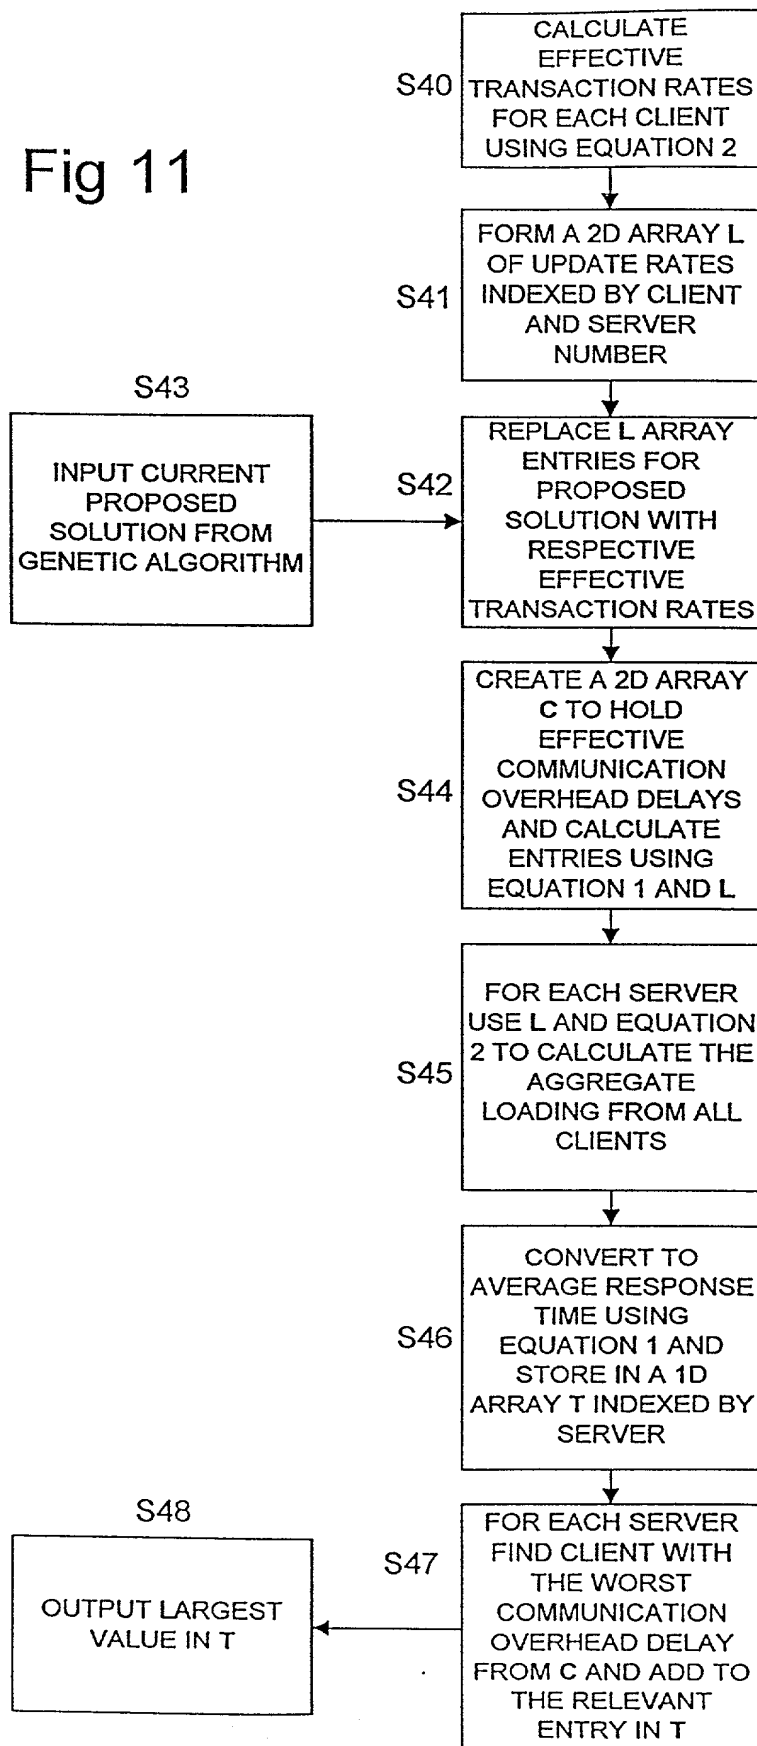 Fig 11
S40
CALCULATE
EFFECTIVE
TRANSACTION RATES
FOR EACH CLIENT
USING EQUATION 2
S41
FORM A 2D ARRAY L
OF UPDATE RATES
INDEXED BY CLIENT
AND SERVER
NUMBER
S43
INPUT CURRENT
PROPOSED
SOLUTION FROM
GENETIC ALGORITHM
S42
REPLACE L ARRAY
ENTRIES FOR
PROPOSED
SOLUTION WITH
RESPECTIVE
EFFECTIVE
TRANSACTION RATES
S44
CREATE A 2D ARRAY
C TO HOLD
EFFECTIVE
COMMUNICATION
OVERHEAD DELAYS
AND CALCULATE
ENTRIES USING
EQUATION 1 AND L
S45
FOR EACH SERVER
USE L AND EQUATION
2 TO CALCULATE THE
AGGREGATE
LOADING FROM ALL
CLIENTS
S46
CONVERT TO
AVERAGE RESPONSE
TIME USING
EQUATION 1 AND
STORE IN A 1D
ARRAY T INDEXED BY
SERVER
S47
FOR EACH SERVER
FIND CLIENT WITH
THE WORST
COMMUNICATION
OVERHEAD DELAY
FROM C AND ADD TO
THE RELEVANT
ENTRY IN T
S48
OUTPUT LARGEST
VALUE IN T